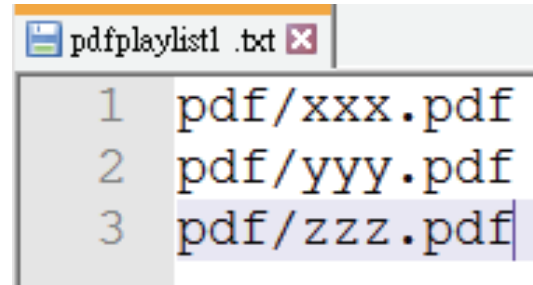 pdfplaylist1 .txt
1 pdf/xxx.pdf
2 pdf/yyy.pdf
3 pdf/zzz.pdf